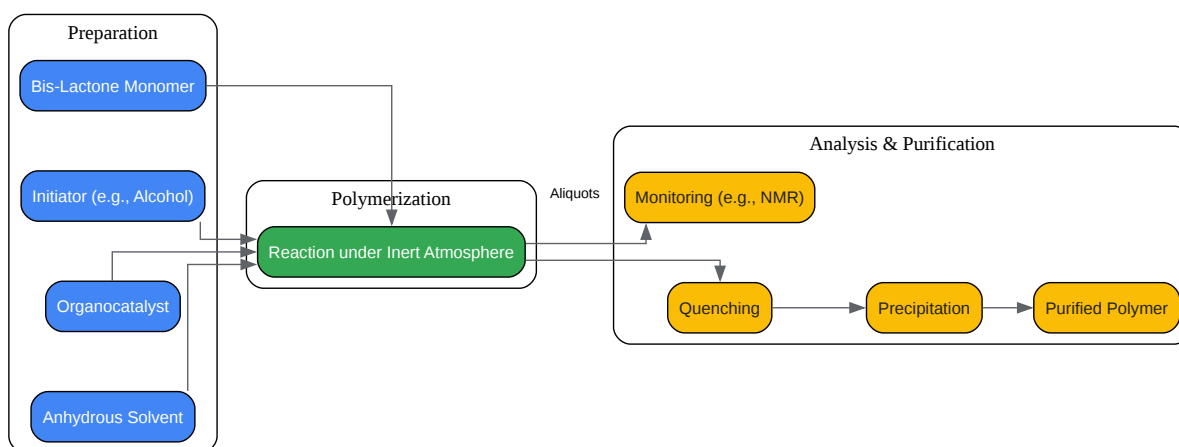 Preparation
Bis-Lactone Monomer
Initiator (e.g., Alcohol)
Organocatalyst
Anhydrous Solvent
Polymerization
Reaction under Inert Atmosphere
Aliquots
Analysis & Purification
Monitoring (e.g., NMR)
Quenching
Precipitation
Purified Polymer